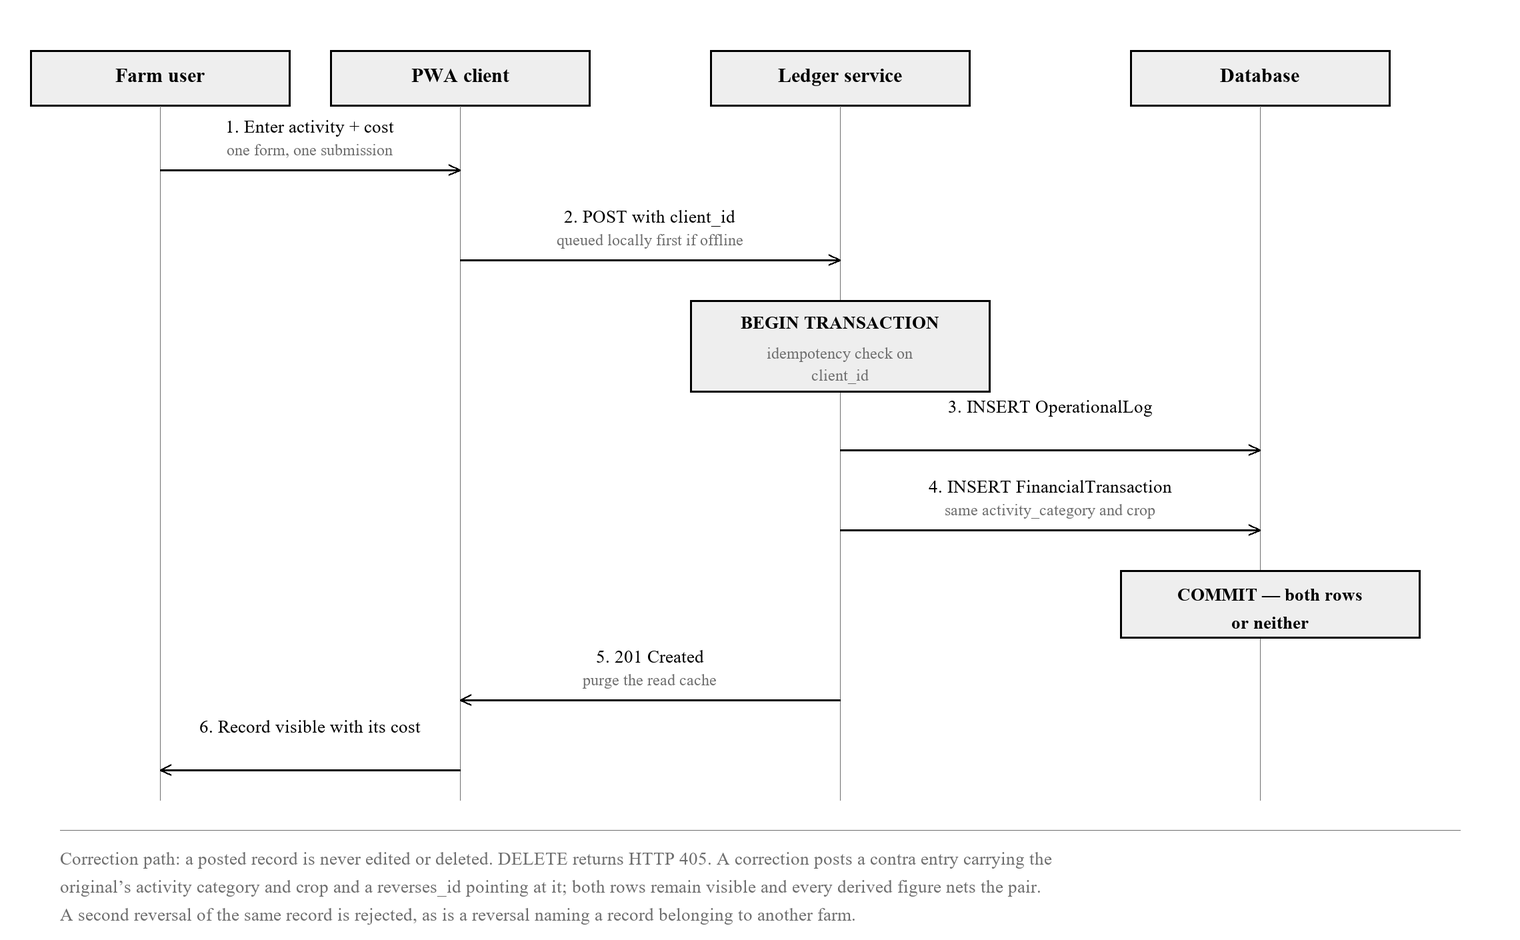 Farm user
PWA client
Ledger service
Database
1. Enter activity + cost
one form, one submission
2. POST with client_id
queued locally first if offline
BEGIN TRANSACTION
idempotency check on
client_id
3. INSERT OperationalLog
4. INSERT FinancialTransaction
same activity_category and crop
COMMIT — both rows
or neither
5. 201 Created
purge the read cache
6. Record visible with its cost
Correction path: a posted record is never edited or deleted. DELETE returns HTTP 405. A correction posts a contra entry carrying the
original’s activity category and crop and a reverses_id pointing at it; both rows remain visible and every derived figure nets the pair.
A second reversal of the same record is rejected, as is a reversal naming a record belonging to another farm.